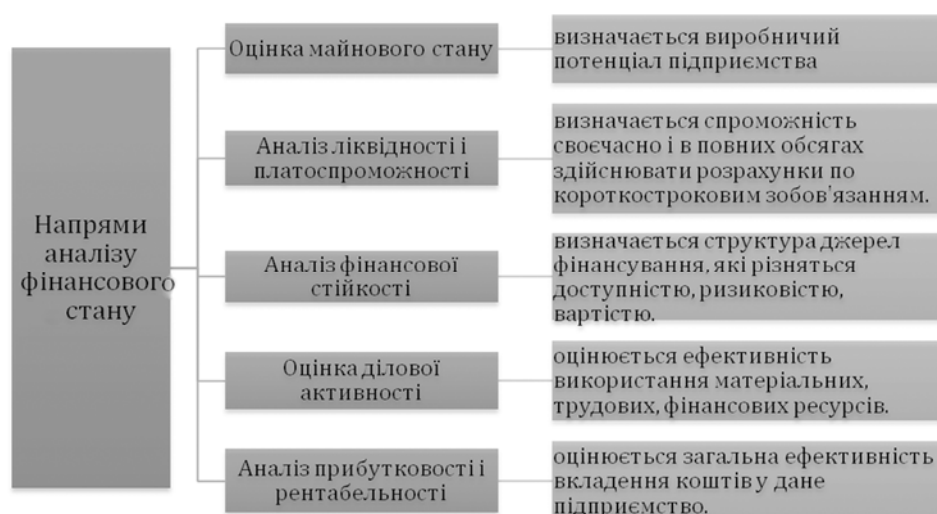 Напрями
аналізу
фінансового
стану
Оцінка майнового стану
визначається виробничий
потенціал підприємства
Аналіз ліквідності і
платоспроможності
визначається спроможність
своєчасно і в повних обсягах
здійснювати розрахунки по
короткостроковим зобов'язанням.
Аналіз фінансової
стійкості
визначається структура джерел
фінансування, які різняться
доступністю, ризиковістю,
вартістю.
Оцінка ділової
активності
оцінюється ефективність
використання матеріальних,
трудових, фінансових ресурсів.
Аналіз прибутковості і
рентабельності
оцінюється загальна ефективність
вкладення коштів у дане
підприємство.